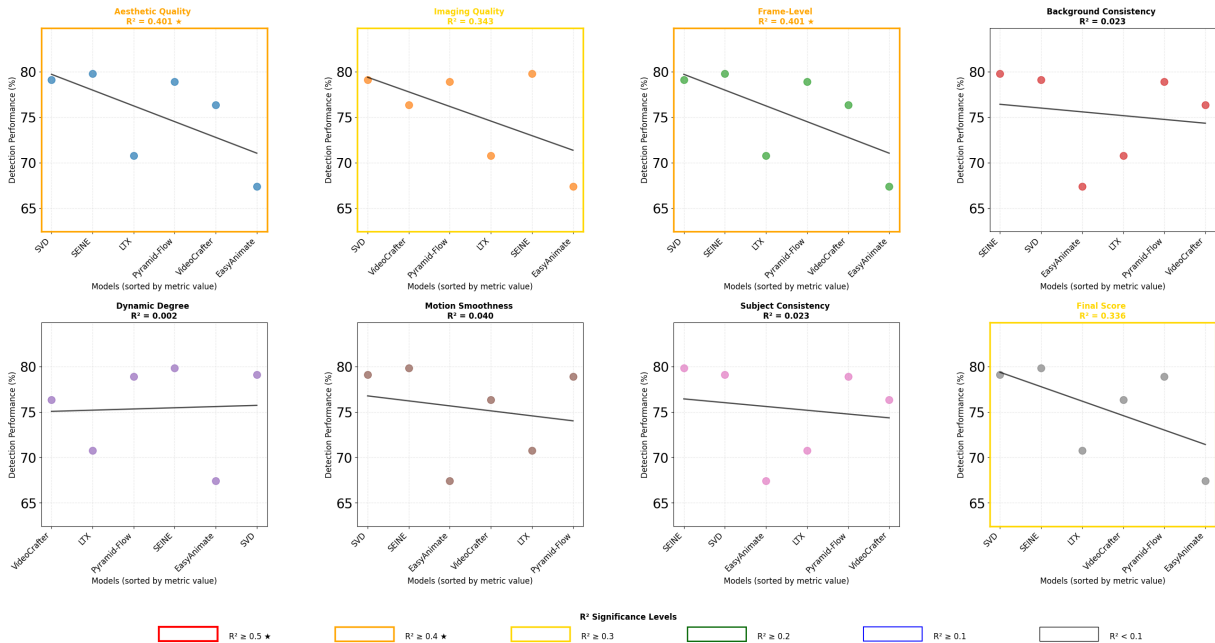 Aesthetic Quality
R² = 0.401 ★
Detection Performance (%)
80
75
70
65
SVD
SEINE
LTX
Pyramid-Flow
VideoCrafter
EasyAnimate
Models (sorted by metric value)
Imaging Quality
R² = 0.343
Detection Performance (%)
80
75
70
65
SVD
VideoCrafter
Pyramid-Flow
LTX
SEINE
EasyAnimate
Models (sorted by metric value)
Frame-Level
R² = 0.401 ★
Detection Performance (%)
80
75
70
65
SVD
SEINE
LTX
Pyramid-Flow
VideoCrafter
EasyAnimate
Models (sorted by metric value)
Background Consistency
R² = 0.023
Detection Performance (%)
80
75
70
65
SEINE
SVD
EasyAnimate
LTX
Pyramid-Flow
VideoCrafter
Models (sorted by metric value)
Dynamic Degree
R² = 0.002
Detection Performance (%)
80
75
70
65
VideoCrafter
LTX
Pyramid-Flow
SEINE
EasyAnimate
SVD
Models (sorted by metric value)
Motion Smoothness
R² = 0.040
Detection Performance (%)
80
75
70
65
SVD
SEINE
EasyAnimate
VideoCrafter
LTX
Pyramid-Flow
Models (sorted by metric value)
Subject Consistency
R² = 0.023
Detection Performance (%)
80
75
70
65
SEINE
SVD
EasyAnimate
LTX
Pyramid-Flow
VideoCrafter
Models (sorted by metric value)
Final Score
R² = 0.336
Detection Performance (%)
80
75
70
65
SVD
SEINE
LTX
VideoCrafter
Pyramid-Flow
EasyAnimate
Models (sorted by metric value)
R² Significance Levels
R² ≥ 0.5 ★
R² ≥ 0.4 ★
R² ≥ 0.3
R² ≥ 0.2
R² ≥ 0.1
R² < 0.1